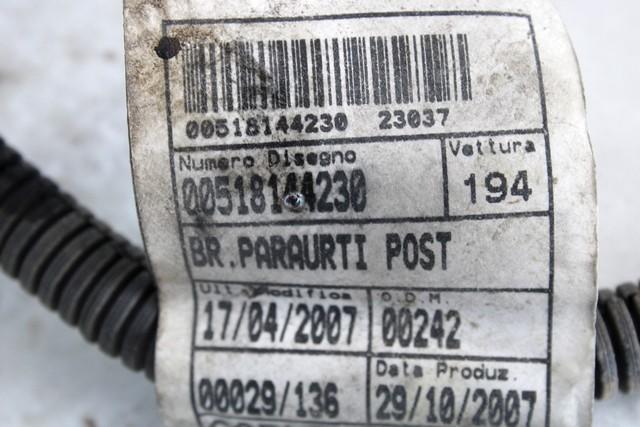 00518144230 23037
Numero Disegno Vettura
00518144230 194
BR.PARAURTI POST
Ult. Modifica O.D.M.
17/04/2007 00242
Data Produz.
00029/136 29/10/2007